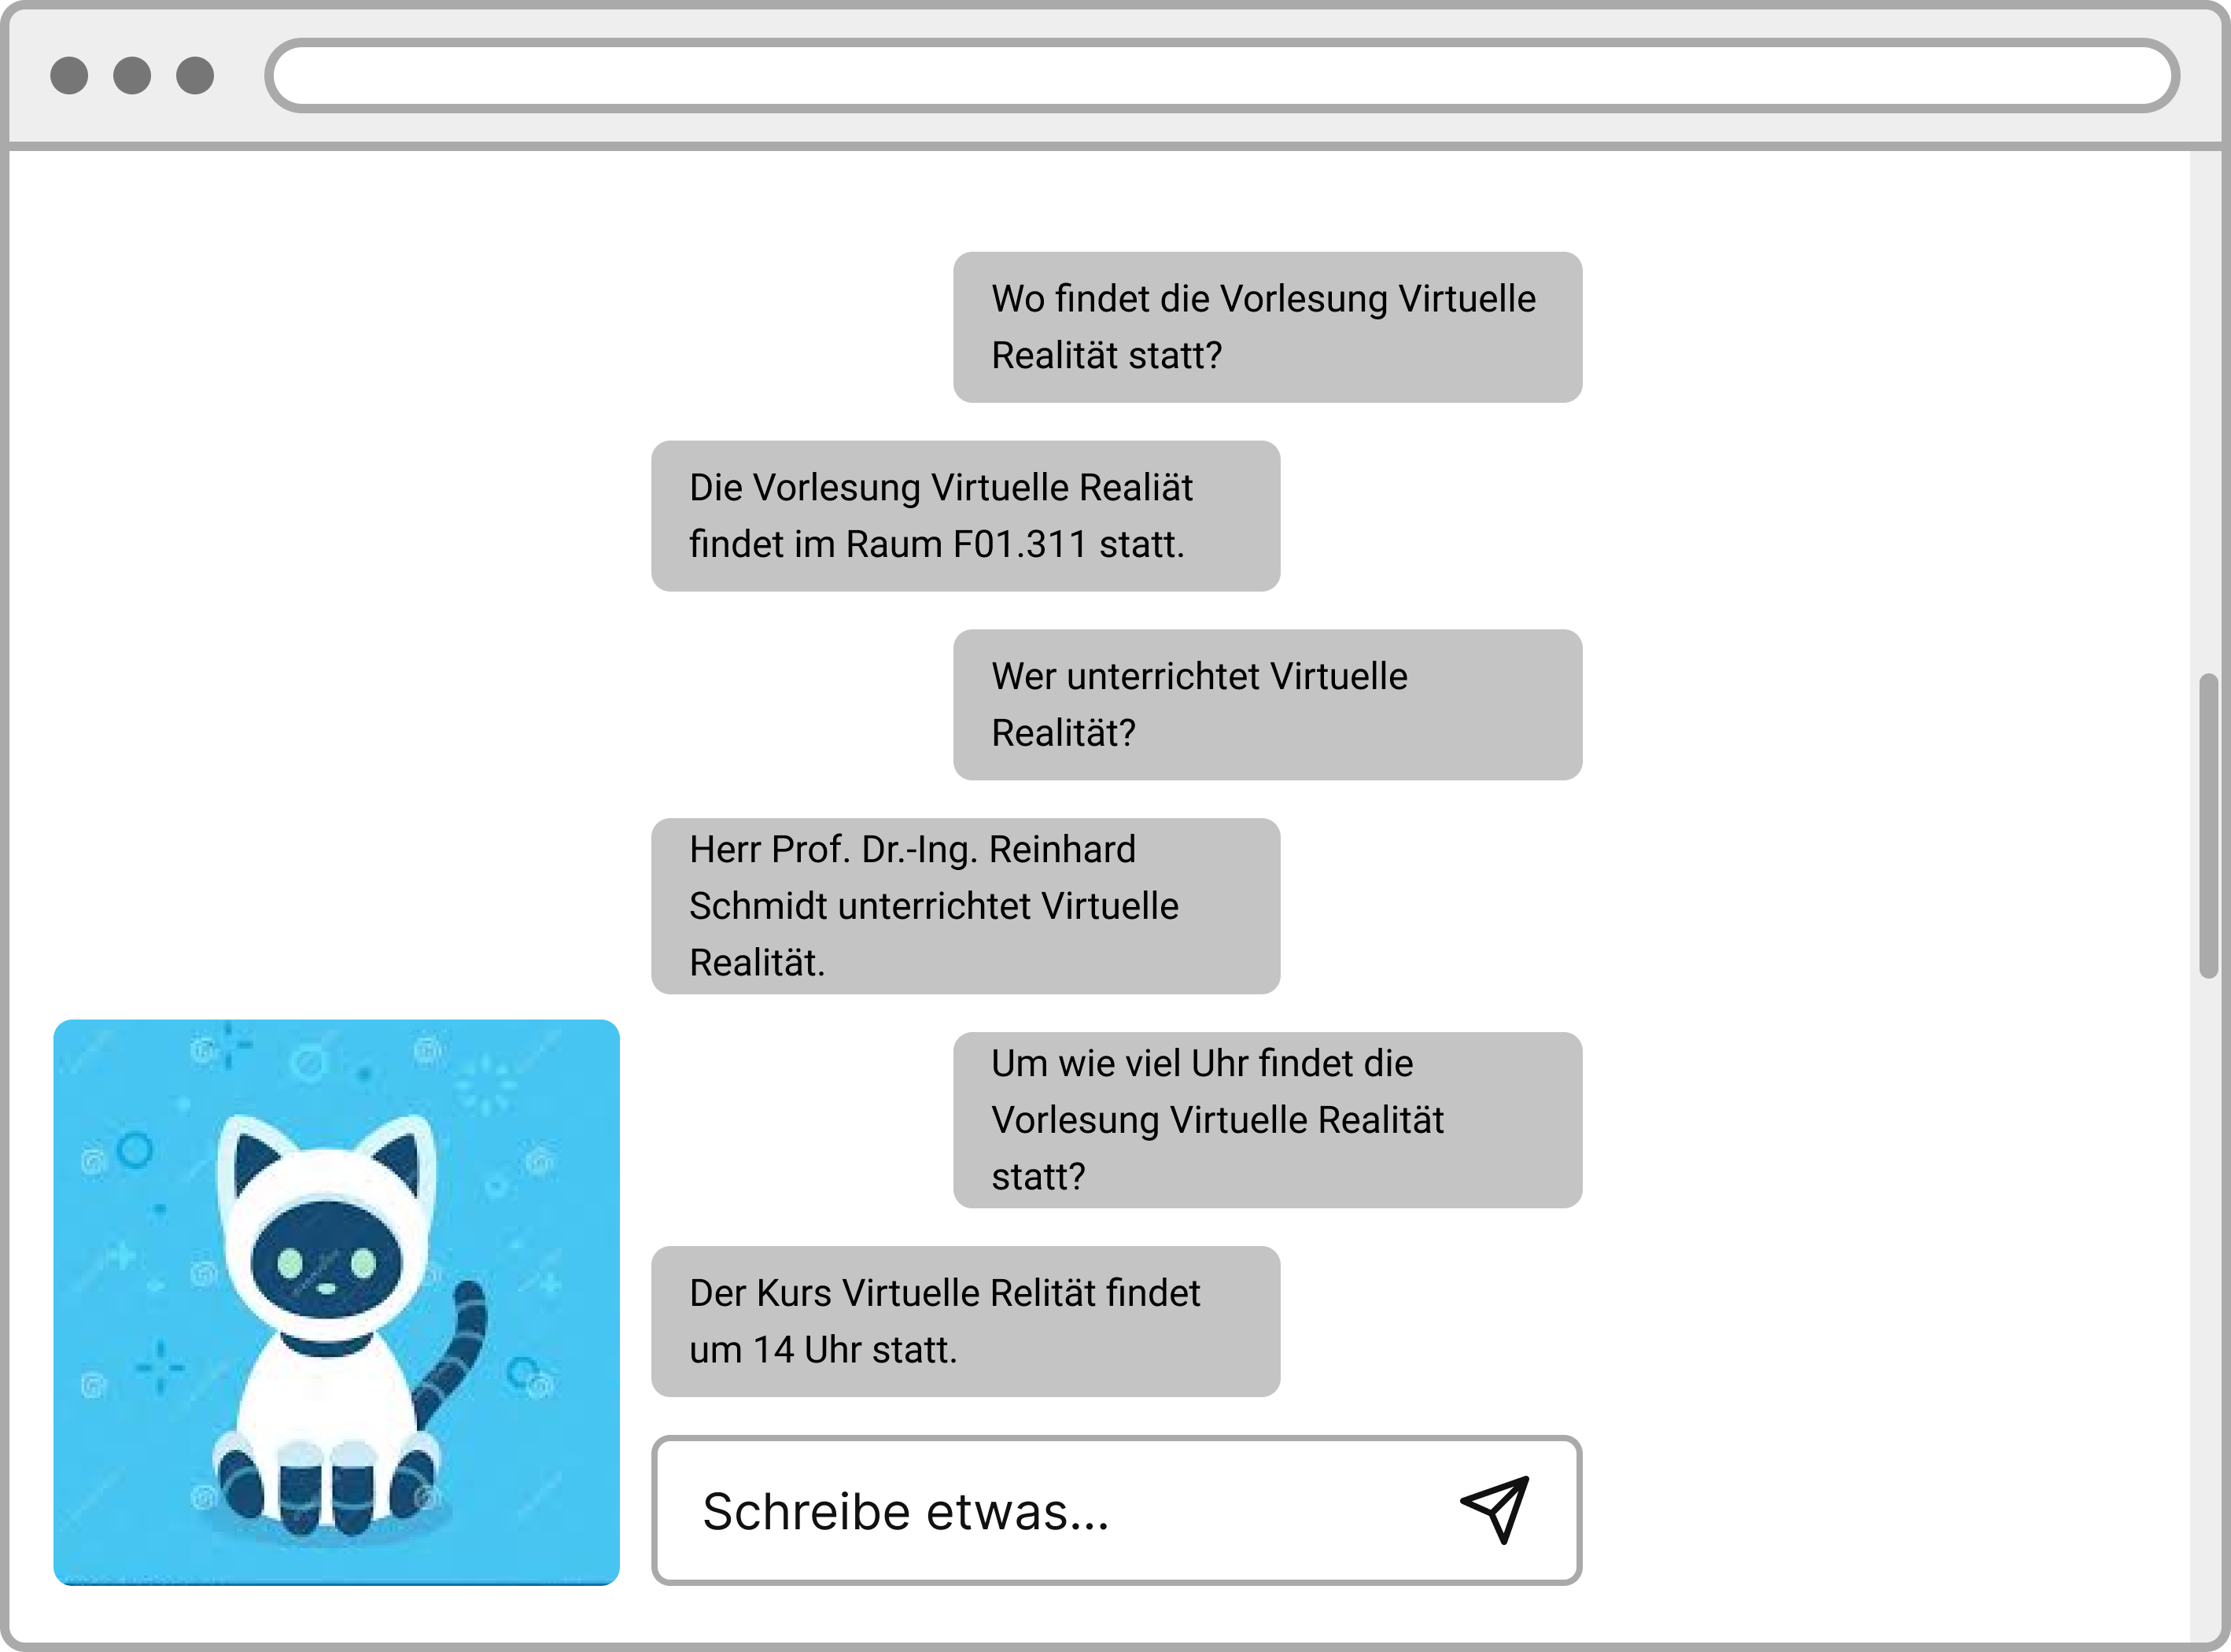 Wo findet die Vorlesung Virtuelle
Realität statt?
Die Vorlesung Virtuelle Realiät
findet im Raum F01.311 statt.
Wer unterrichtet Virtuelle
Realität?
Herr Prof. Dr.-Ing. Reinhard
Schmidt unterrichtet Virtuelle
Realität.
Um wie viel Uhr findet die
Vorlesung Virtuelle Realität
statt?
Der Kurs Virtuelle Relität findet
um 14 Uhr statt.
Schreibe etwas...